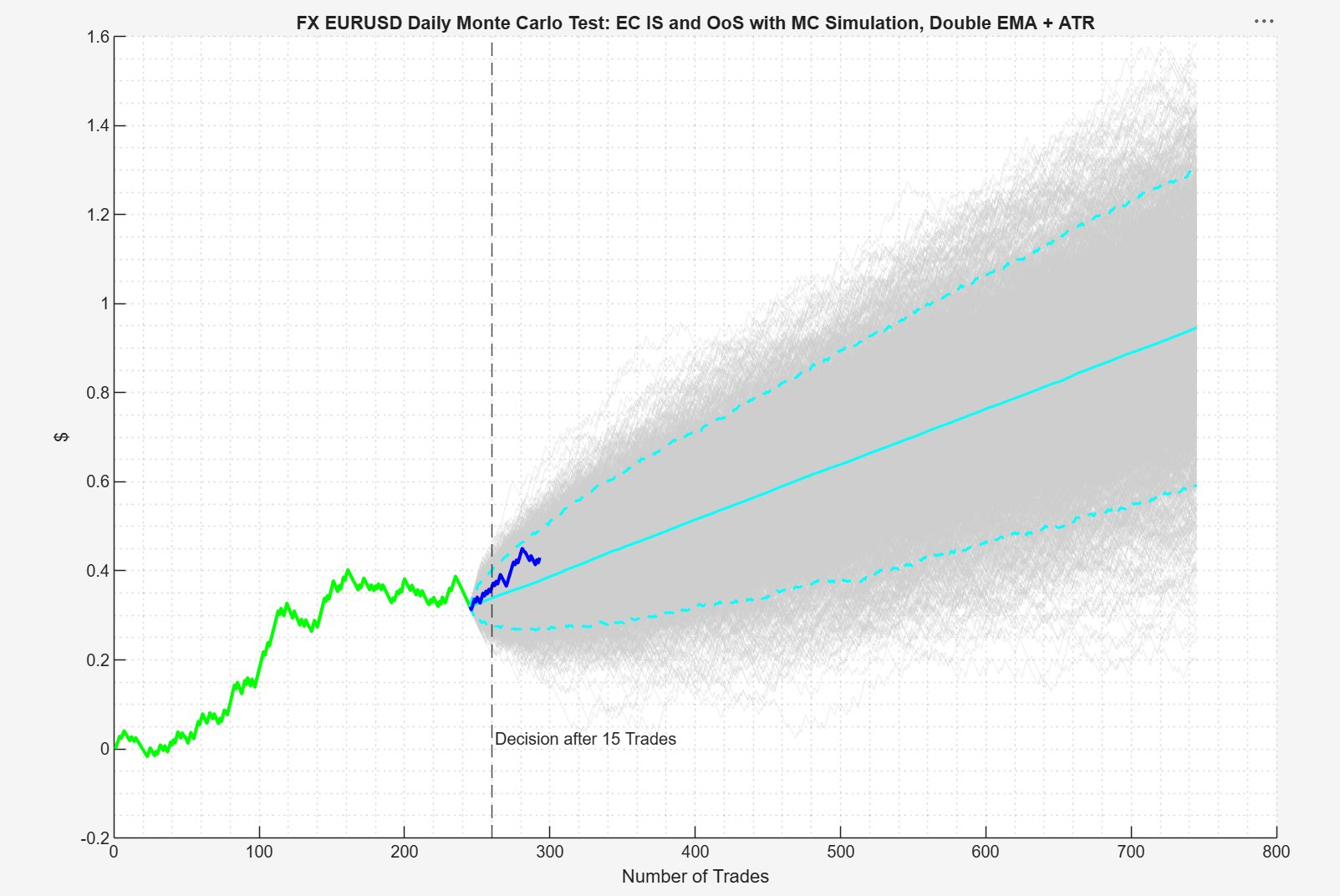 FX EURUSD Daily Monte Carlo Test: EC IS and OoS with MC Simulation, Double EMA + ATR
1.6
1.4
1.2
1
0.8
$
0.6
0.4
0.2
Decision after 15 Trades
0
-0.2
0 100 200 300 400 500 600 700 800
Number of Trades